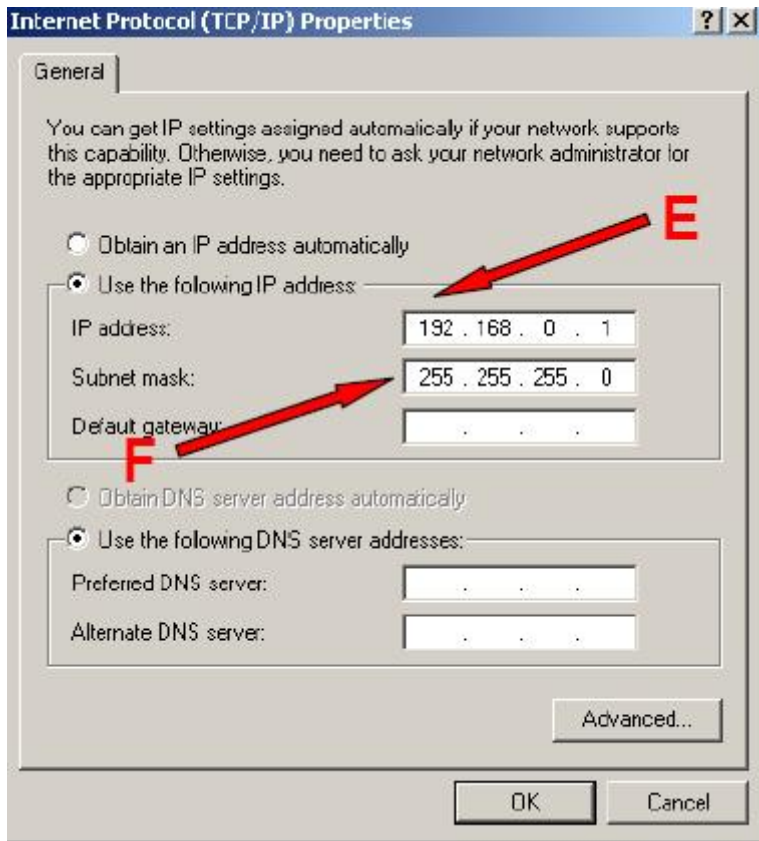 Internet Protocol (TCP/IP) Properties
General
You can get IP settings assigned automatically if your network supports
this capability. Otherwise, you need to ask your network administrator for
the appropriate IP settings.
E
Obtain an IP address automatically
Use the following IP address:
IP address: 192 . 168 . 0 . 1
Subnet mask: 255 . 255 . 255 . 0
Default gateway: . . .
F
Obtain DNS server address automatically
Use the following DNS server addresses:
Preferred DNS server: . . .
Alternate DNS server: . . .
Advanced...
OK Cancel